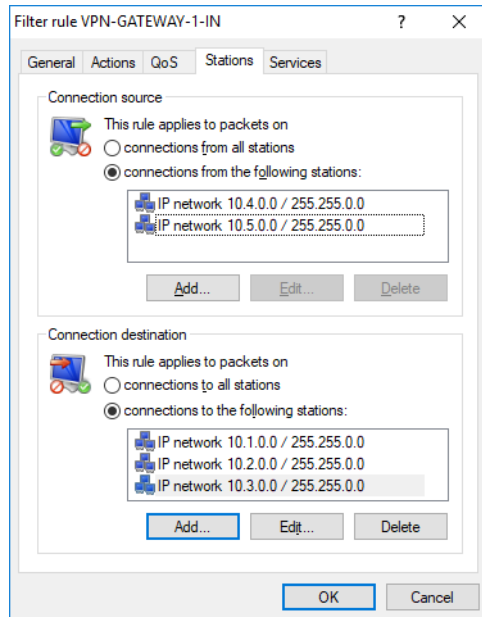 Filter rule VPN-GATEWAY-1-IN ? ×
General Actions QoS Stations Services
Connection source
This rule applies to packets on
connections from all stations
connections from the following stations:
IP network 10.4.0.0 / 255.255.0.0
IP network 10.5.0.0 / 255.255.0.0
Add... Edit... Delete
Connection destination
This rule applies to packets on
connections to all stations
connections to the following stations:
IP network 10.1.0.0 / 255.255.0.0
IP network 10.2.0.0 / 255.255.0.0
IP network 10.3.0.0 / 255.255.0.0
Add... Edit... Delete
OK Cancel